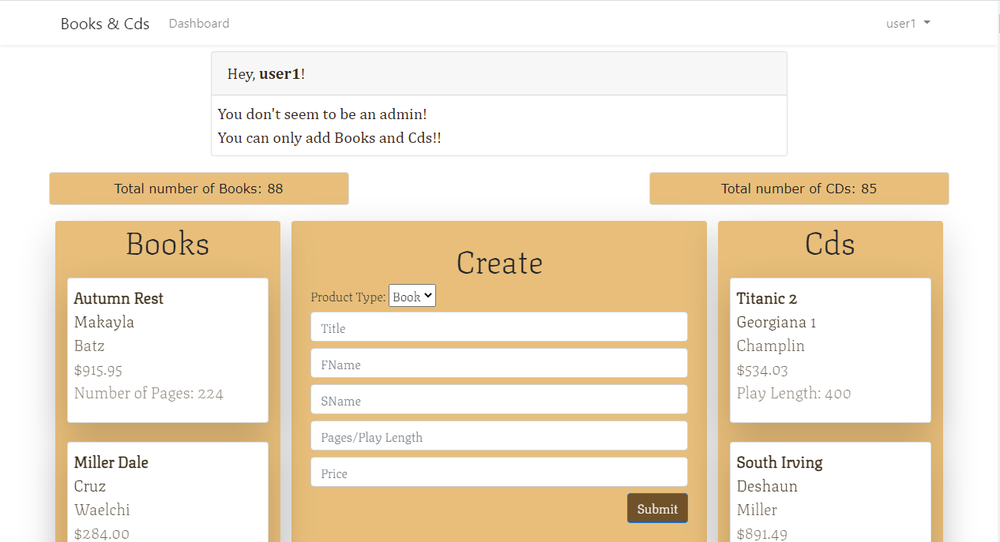 Books & Cds Dashboard user1
Hey, user1!
You don't seem to be an admin!
You can only add Books and Cds!!
Total number of Books: 88
Total number of CDs: 85
Books
Autumn Rest
Makayla
Batz
$915.95
Number of Pages: 224
Miller Dale
Cruz
Waelchi
$284.00
Create
Product Type: Book
Title
FName
SName
Pages/Play Length
Price
Submit
Cds
Titanic 2
Georgiana 1
Champlin
$534.03
Play Length: 400
South Irving
Deshaun
Miller
$891.49